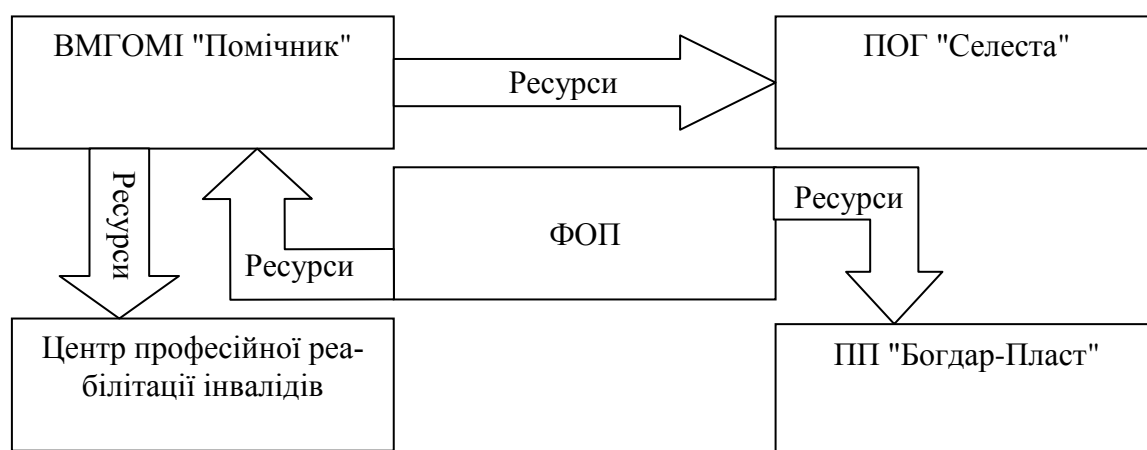 ВМГОМІ "Помічник"
ПОГ "Селеста"
Ресурси
Ресурси
Ресурси
ФОП
Ресурси
Центр професійної реа-
білітації інвалідів
ПП "Богдар-Пласт"